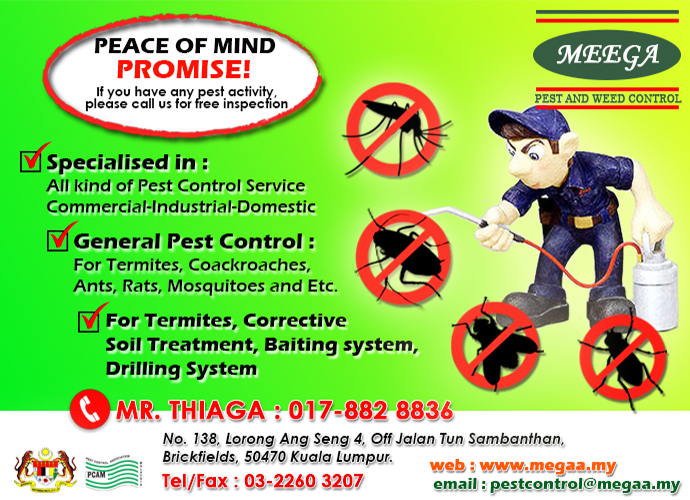 PEACE OF MIND
PROMISE!
If you have any pest activity,
please call us for free inspection
MEEGA
PEST AND WEED CONTROL
Specialised in :
All kind of Pest Control Service
Commercial-Industrial-Domestic
General Pest Control :
For Termites, Coackroaches,
Ants, Rats, Mosquitoes and Etc.
For Termites, Corrective
Soil Treatment, Baiting system,
Drilling System
MR. THIAGA : 017-882 8836
No. 138, Lorong Ang Seng 4, Off Jalan Tun Sambanthan,
Brickfields, 50470 Kuala Lumpur.
Tel/Fax : 03-2260 3207
web : www.megaa.my
email : pestcontrol@megaa.my
PCAM